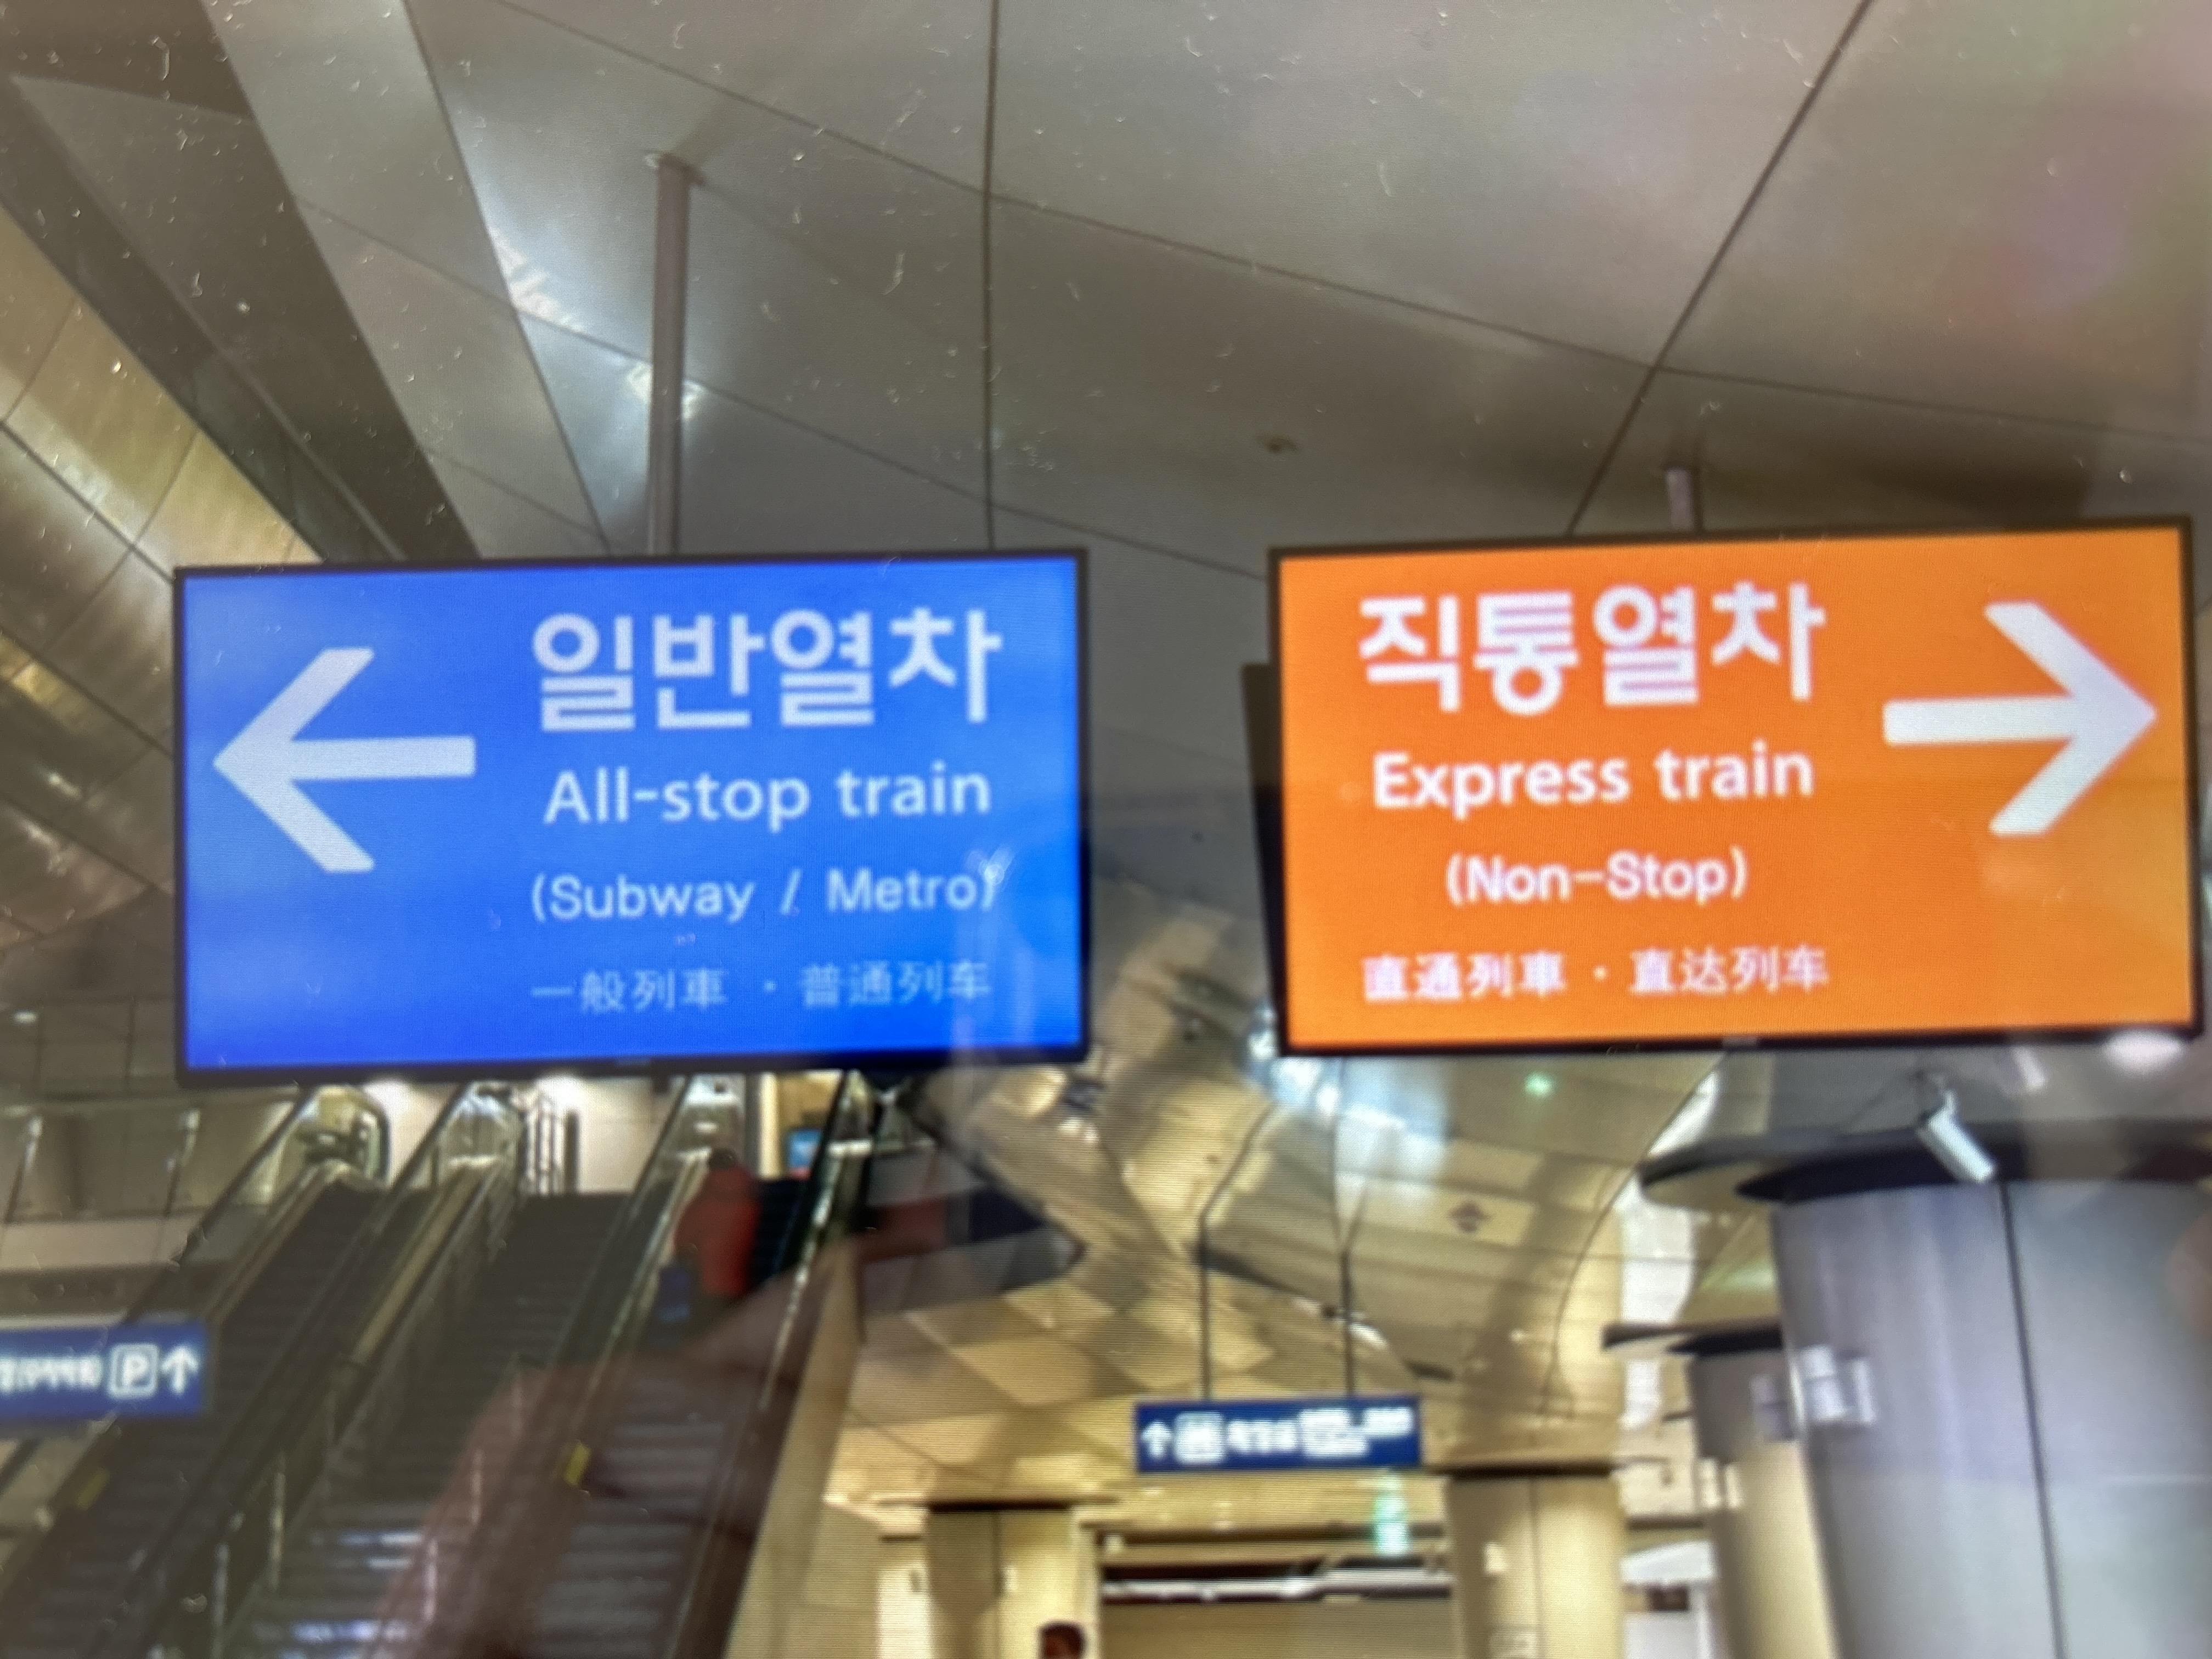 일반열차
All-stop train
(Subway / Metro)
一般列車 · 普通列车
직통열차
Express train
(Non-Stop)
直通列車 · 直达列车
P